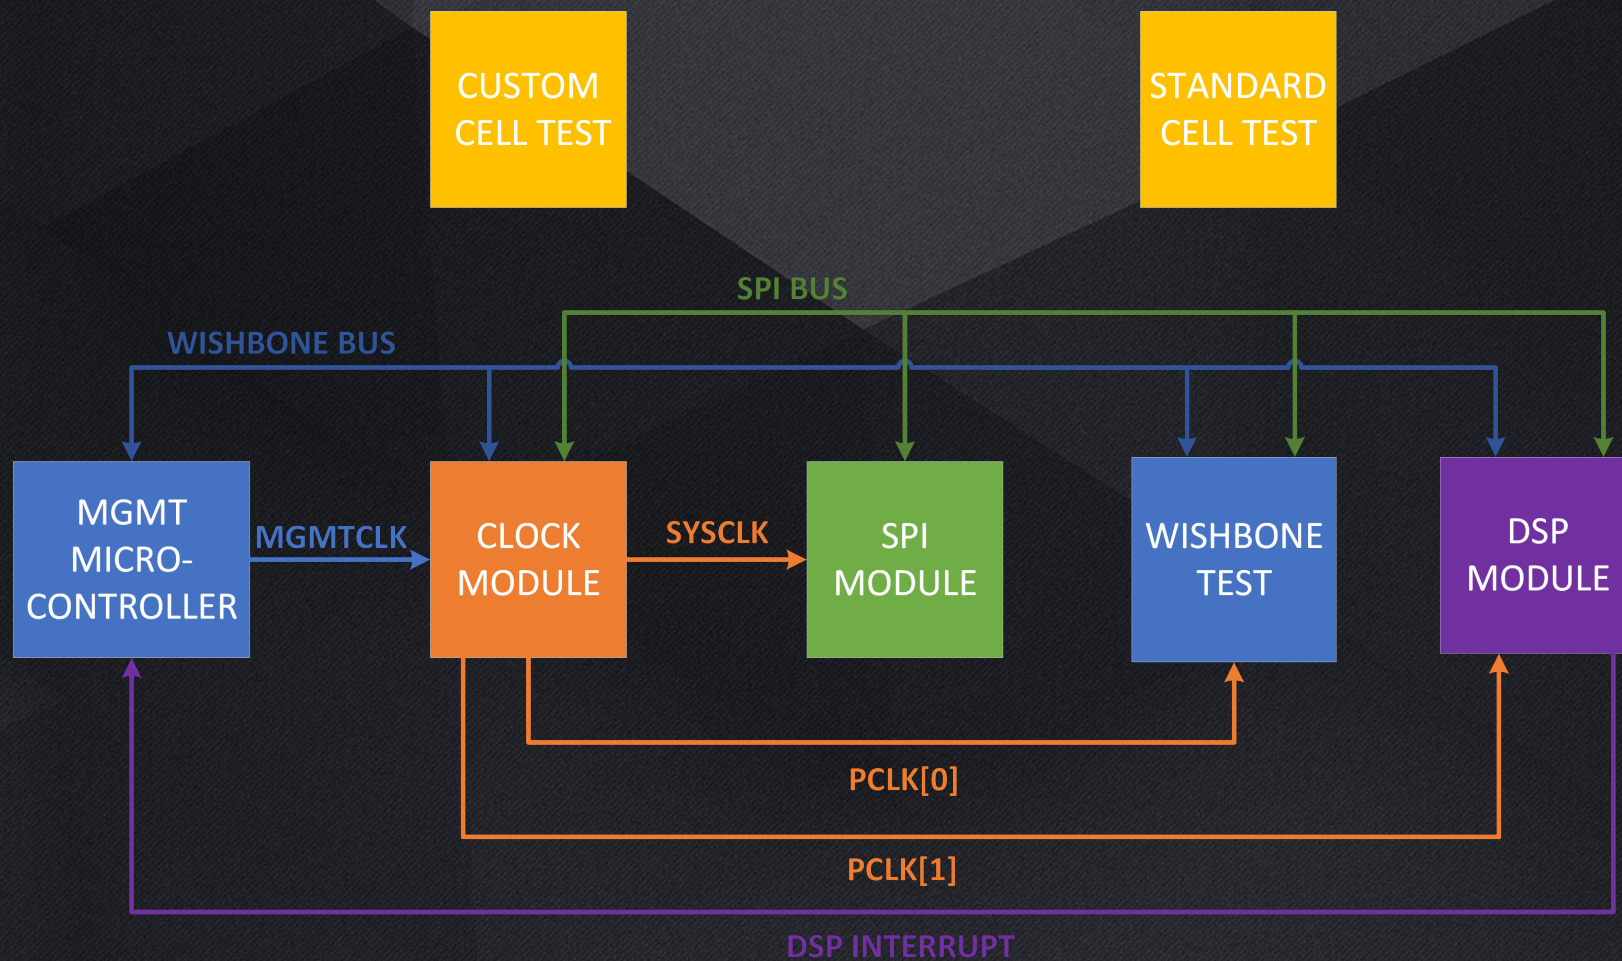 CUSTOM
CELL TEST
STANDARD
CELL TEST
SPI BUS
WISHBONE BUS
MGMT
MICRO-
CONTROLLER
MGMTCLK
CLOCK
MODULE
SYSCLK
SPI
MODULE
WISHBONE
TEST
DSP
MODULE
PCLK[0]
PCLK[1]
DSP INTERRUPT